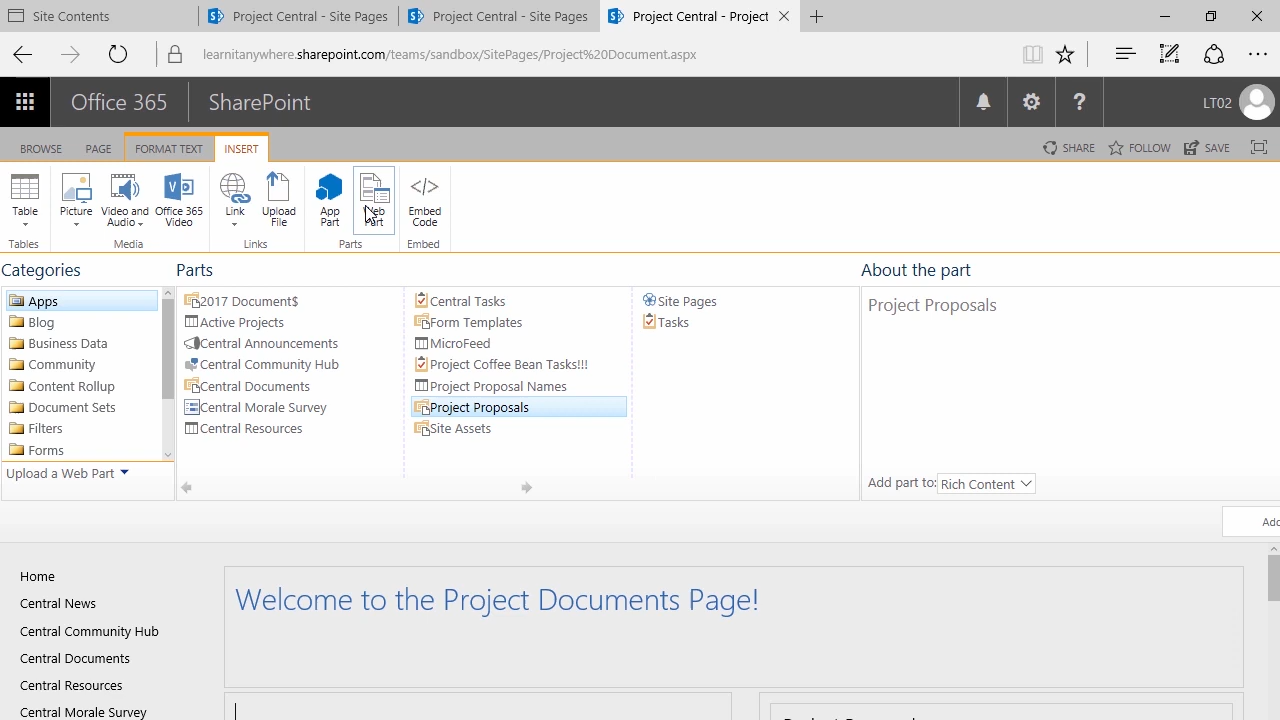 Site Contents
Project Central - Site Pages
Project Central - Site Pages
Project Central - Project
learnitanywhere.sharepoint.com/teams/sandbox/SitePages/Project%20Document.aspx
Office 365
SharePoint
?
LT02
BROWSE
PAGE
FORMAT TEXT
INSERT
SHARE
FOLLOW
SAVE
Table
Picture
Video and
Audio
Office 365
Video
Link
Upload
File
App
Part
Web
Part
Embed
Code
Tables
Media
Links
Parts
Embed
Categories
Parts
About the part
Apps
Blog
Business Data
Community
Content Rollup
Document Sets
Filters
Forms
Upload a Web Part
2017 Document$
Active Projects
Central Announcements
Central Community Hub
Central Documents
Central Morale Survey
Central Resources
Central Tasks
Form Templates
MicroFeed
Project Coffee Bean Tasks!!!
Project Proposal Names
Project Proposals
Site Assets
Site Pages
Tasks
Project Proposals
Add part to:
Rich Content
Add
Home
Central News
Central Community Hub
Central Documents
Central Resources
Central Morale Survey
Welcome to the Project Documents Page!